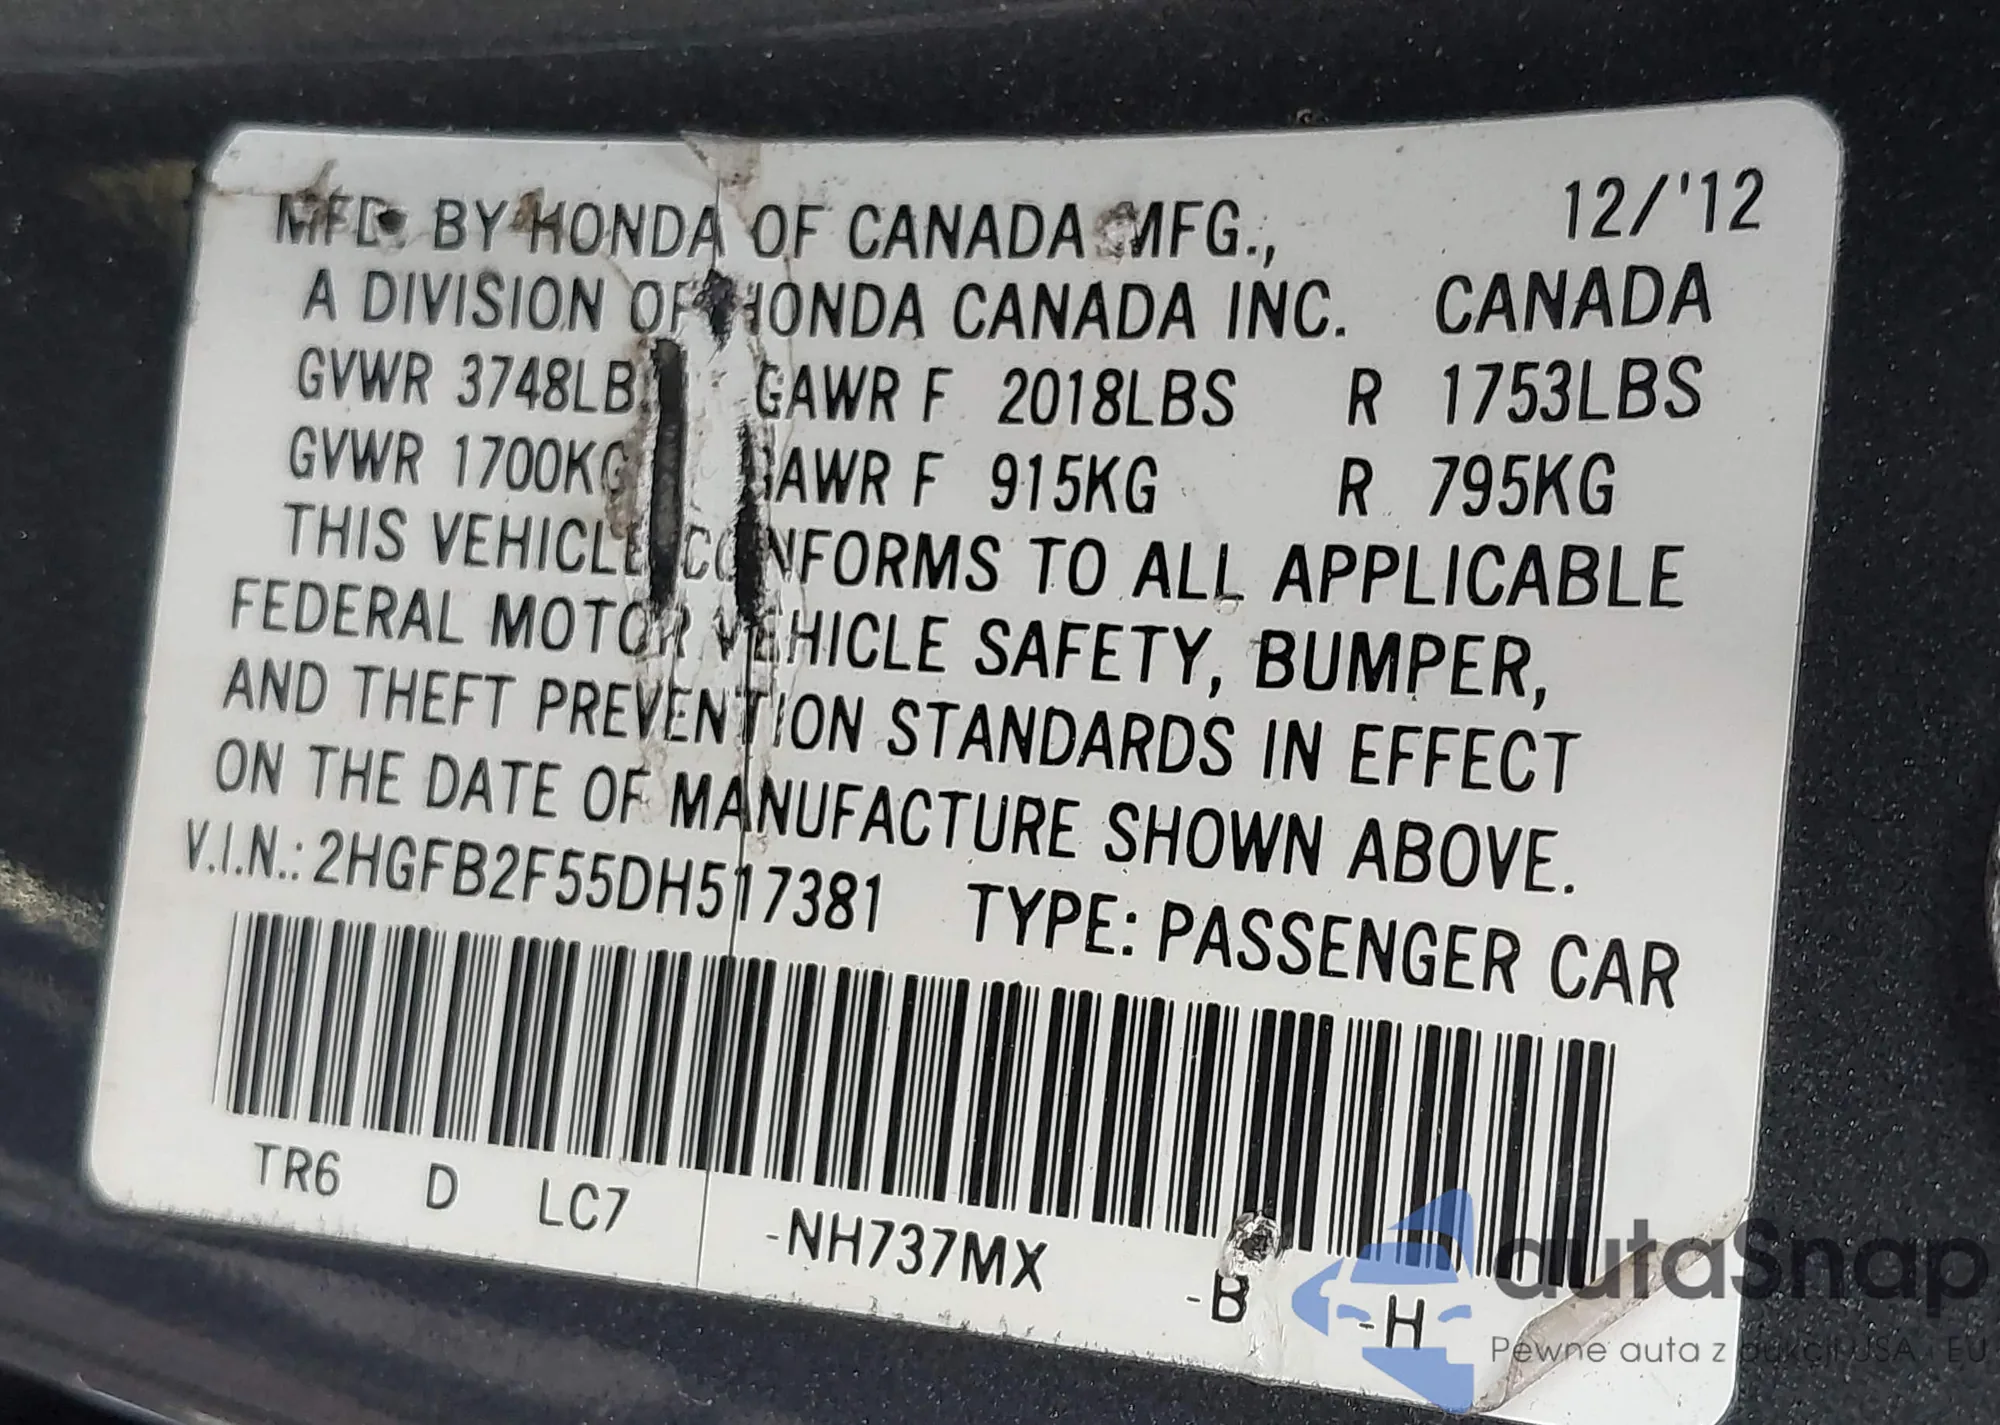 MFD. BY HONDA OF CANADA MFG., 12/'12
A DIVISION OF HONDA CANADA INC. CANADA
GVWR 3748LBS GAWR F 2018LBS R 1753LBS
GVWR 1700KG GAWR F 915KG R 795KG
THIS VEHICLE CONFORMS TO ALL APPLICABLE
FEDERAL MOTOR VEHICLE SAFETY, BUMPER,
AND THEFT PREVENTION STANDARDS IN EFFECT
ON THE DATE OF MANUFACTURE SHOWN ABOVE.
V.I.N.: 2HGFB2F55DH517381 TYPE: PASSENGER CAR
TR6 D LC7 -NH737MX -B -H
autaSnap
Pewne auta z aukcji USA i EU